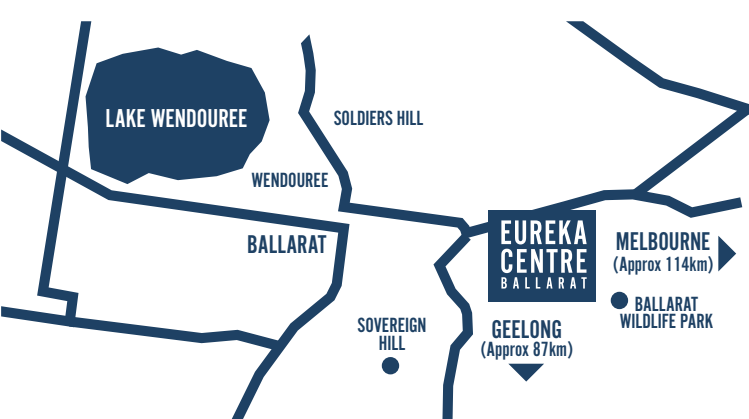 LAKE WENDOUREE
SOLDIERS HILL
WENDOUREE
BALLARAT
EUREKA
CENTRE
BALLARAT
MELBOURNE
(Approx 114km)
BALLARAT
WILDLIFE PARK
SOVEREIGN
HILL
GEELONG
(Approx 87km)